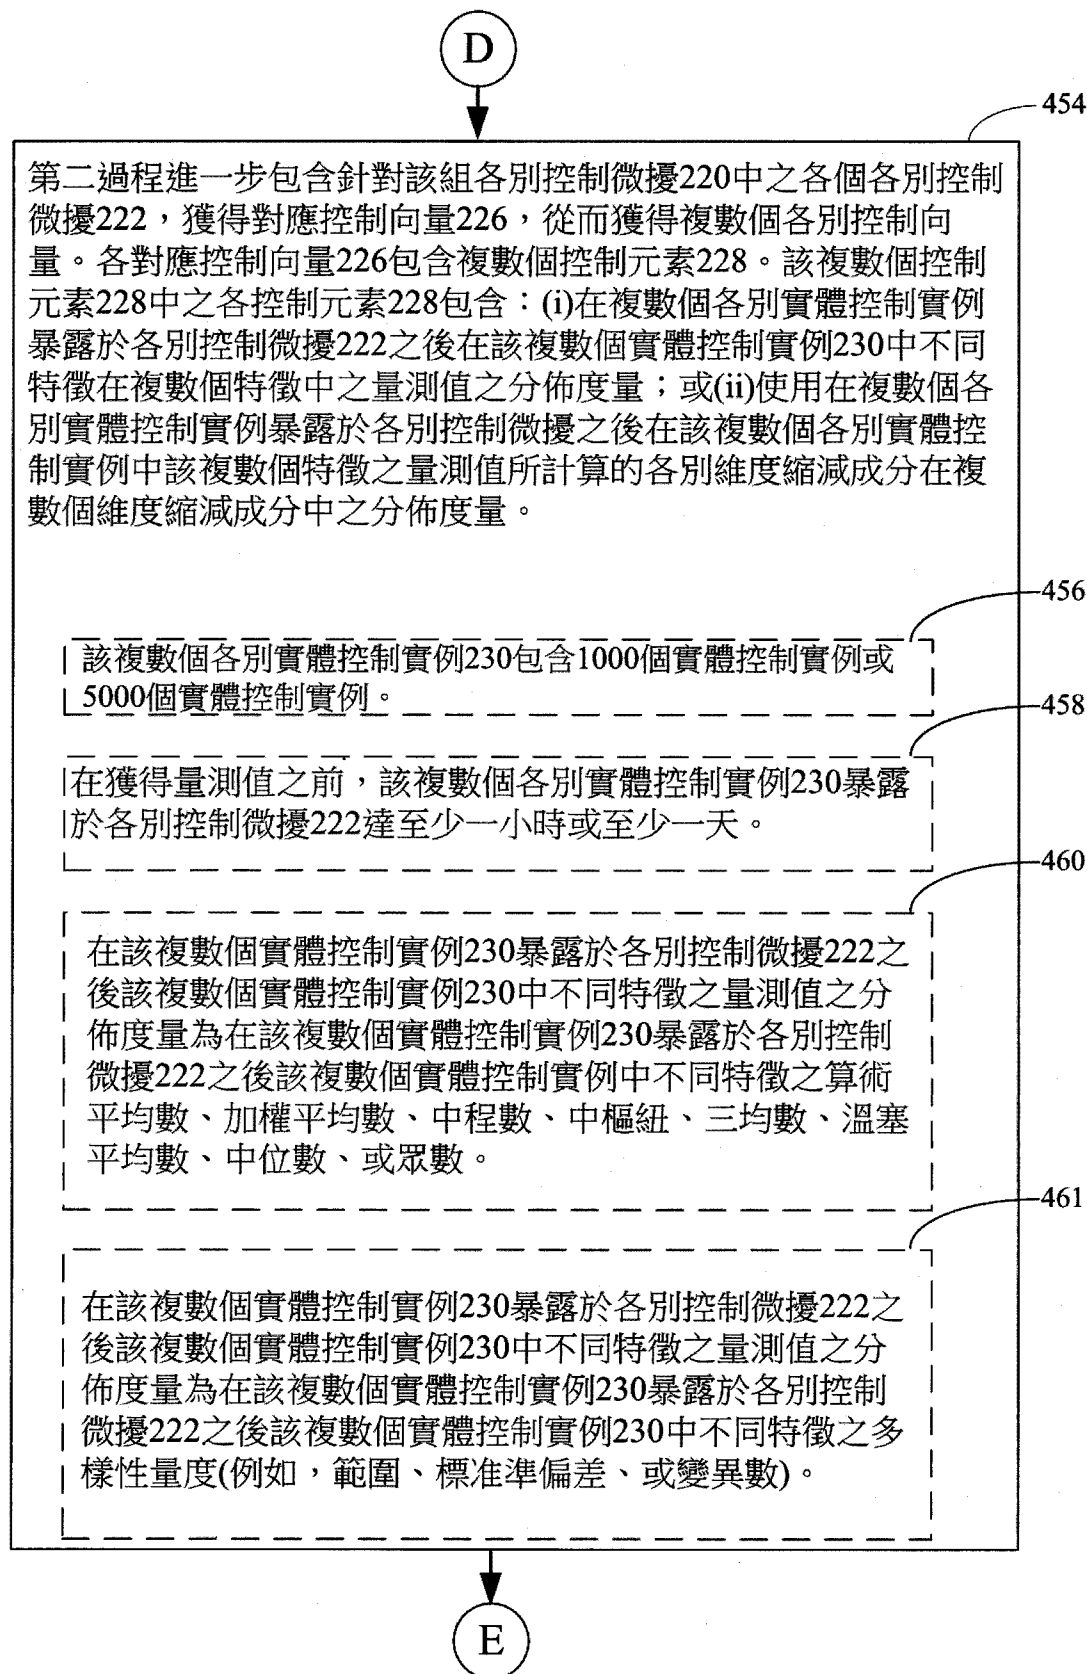 D
454
第二過程進一步包含針對該組各別控制微擾220中之各個各別控制
微擾222，獲得對應控制向量226，從而獲得複數個各別控制向
量。各對應控制向量226包含複數個控制元素228。該複數個控制
元素228中之各控制元素228包含：(i)在複數個各別實體控制實例
暴露於各別控制微擾222之後在該複數個實體控制實例230中不同
特徵在複數個特徵中之量測值之分佈度量；或(ii)使用在複數個各
別實體控制實例暴露於各別控制微擾之後在該複數個各別實體控
制實例中該複數個特徵之量測值所計算的各別維度縮減成分在複
數個維度縮減成分中之分佈度量。
456
該複數個各別實體控制實例230包含1000個實體控制實例或
5000個實體控制實例。
458
在獲得量測值之前，該複數個各別實體控制實例230暴露
於各別控制微擾222達至少一小時或至少一天。
460
在該複數個實體控制實例230暴露於各別控制微擾222之
後該複數個實體控制實例230中不同特徵之量測值之分
佈度量為在該複數個實體控制實例230暴露於各別控制
微擾222之後該複數個實體控制實例中不同特徵之算術
平均數、加權平均數、中程數、中樞紐、三均數、溫塞
平均數、中位數、或眾數。
461
在該複數個實體控制實例230暴露於各別控制微擾222之
後該複數個實體控制實例230中不同特徵之量測值之分
佈度量為在該複數個實體控制實例230暴露於各別控制
微擾222之後該複數個實體控制實例230中不同特徵之多
樣性量度(例如，範圍、標准準偏差、或變異數)。
E